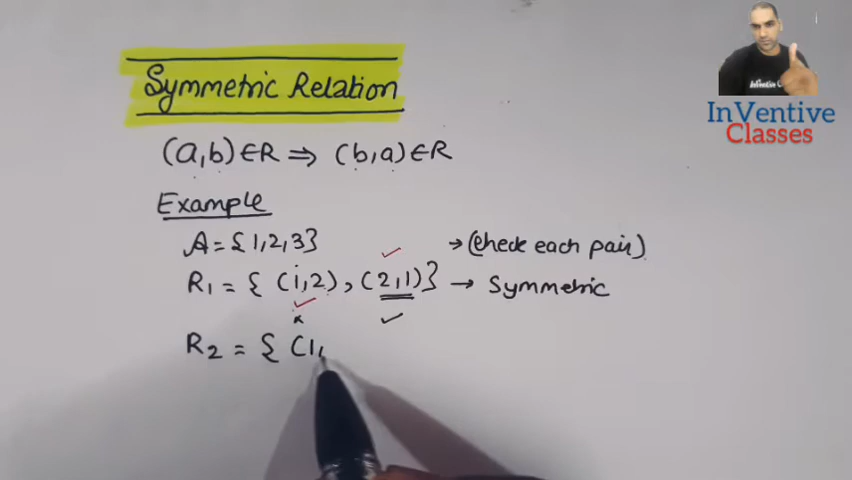 Symmetric Relation
InVentive
Classes
(a,b)∈R ⇒ (b,a)∈R
Example
A = {1,2,3} → (check each pair)
R₁ = { (1,2), (2,1)} → Symmetric
R₂ = { (1,